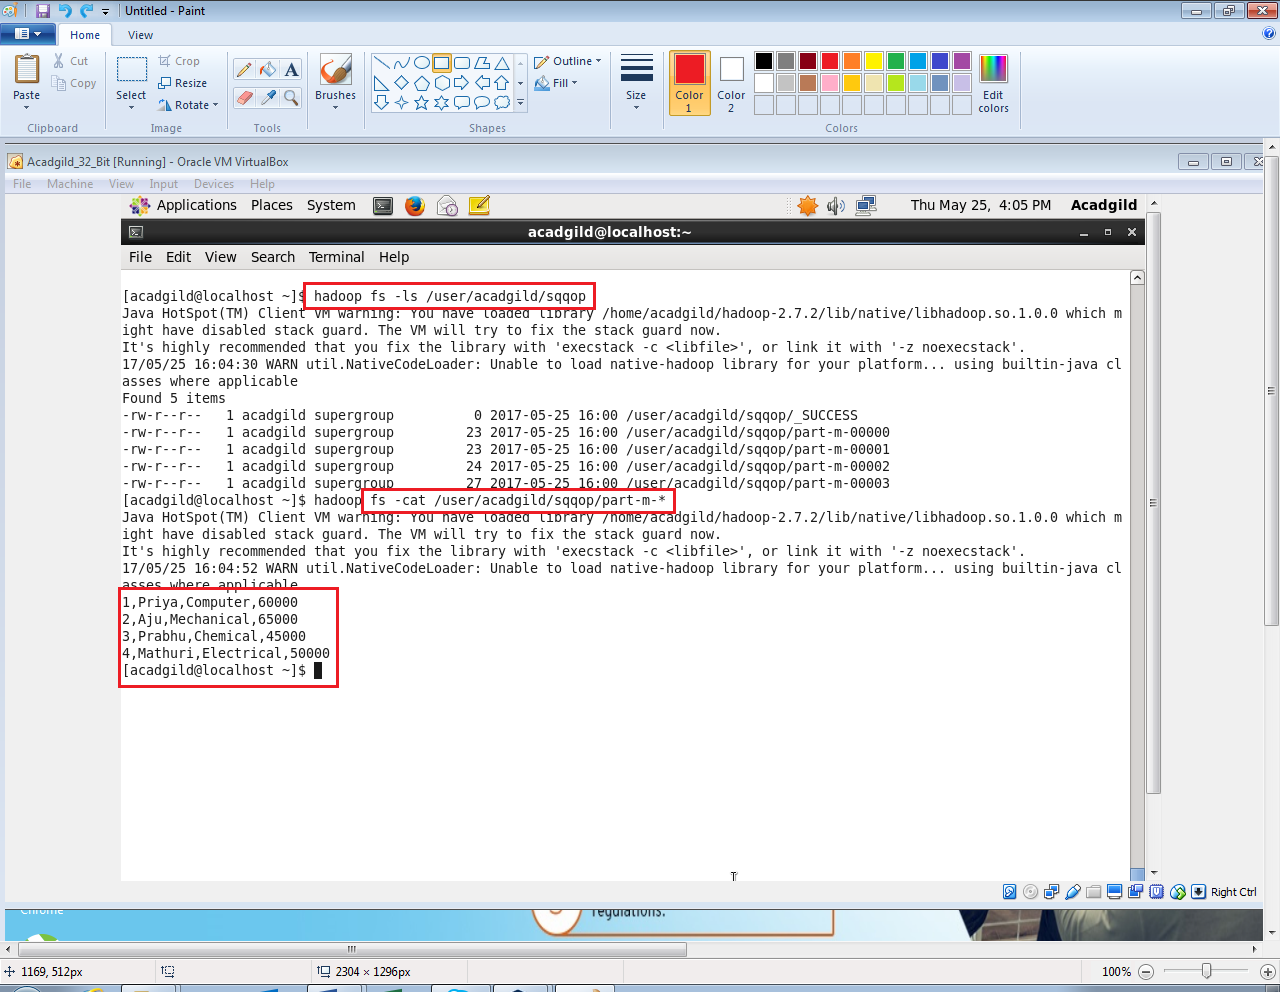 Untitled - Paint
Home View
Paste Cut Copy
Clipboard
Select Crop Resize Rotate
Image
Tools
Brushes
Outline Fill
Shapes
Size
Color 1 Color 2
Edit colors
Colors
Acadgild_32_Bit [Running] - Oracle VM VirtualBox
File Machine View Input Devices Help
Applications Places System Thu May 25, 4:05 PM Acadgild
acadgild@localhost:~
File Edit View Search Terminal Help
[acadgild@localhost ~]$ hadoop fs -ls /user/acadgild/sqqop
Java HotSpot(TM) Client VM warning: You have loaded library /home/acadgild/hadoop-2.7.2/lib/native/libhadoop.so.1.0.0 which m
ight have disabled stack guard. The VM will try to fix the stack guard now.
It's highly recommended that you fix the library with 'execstack -c <libfile>', or link it with '-z noexecstack'.
17/05/25 16:04:30 WARN util.NativeCodeLoader: Unable to load native-hadoop library for your platform... using builtin-java cl
asses where applicable
Found 5 items
-rw-r--r--   1 acadgild supergroup          0 2017-05-25 16:00 /user/acadgild/sqqop/_SUCCESS
-rw-r--r--   1 acadgild supergroup         23 2017-05-25 16:00 /user/acadgild/sqqop/part-m-00000
-rw-r--r--   1 acadgild supergroup         23 2017-05-25 16:00 /user/acadgild/sqqop/part-m-00001
-rw-r--r--   1 acadgild supergroup         24 2017-05-25 16:00 /user/acadgild/sqqop/part-m-00002
-rw-r--r--   1 acadgild supergroup         27 2017-05-25 16:00 /user/acadgild/sqqop/part-m-00003
[acadgild@localhost ~]$ hadoop fs -cat /user/acadgild/sqqop/part-m-*
Java HotSpot(TM) Client VM warning: You have loaded library /home/acadgild/hadoop-2.7.2/lib/native/libhadoop.so.1.0.0 which m
ight have disabled stack guard. The VM will try to fix the stack guard now.
It's highly recommended that you fix the library with 'execstack -c <libfile>', or link it with '-z noexecstack'.
17/05/25 16:04:52 WARN util.NativeCodeLoader: Unable to load native-hadoop library for your platform... using builtin-java cl
asses where applicable
1,Priya,Computer,60000
2,Aju,Mechanical,65000
3,Prabhu,Chemical,45000
4,Mathuri,Electrical,50000
[acadgild@localhost ~]$
Right Ctrl
Chrome regulations.
1169, 512px 2304 × 1296px 100%